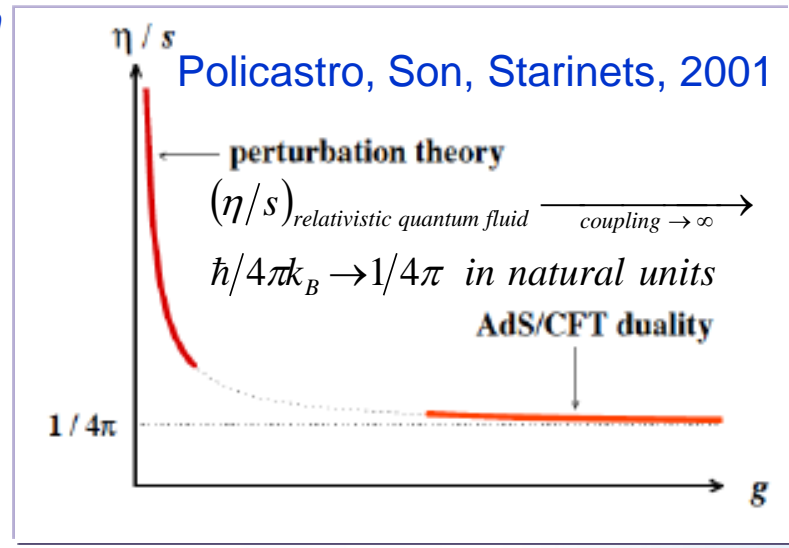 η / s
Policastro, Son, Starinets, 2001
perturbation theory
(η/s)relativistic quantum fluid coupling → ∞ →
ℏ/4πk_B → 1/4π in natural units
AdS/CFT duality
1 / 4π
g